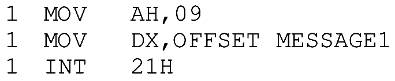 1 MOV AH,09
1 MOV DX,OFFSET MESSAGE1
1 INT 21H